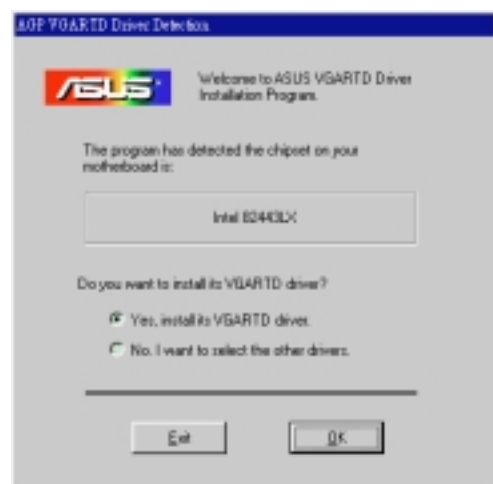 AGP VGARTD Driver Detection
ASUS
Welcome to ASUS VGARTD Driver
Installation Program.
The program has detected the chipset on your
motherboard is:
Intel 82443LX
Do you want to install its VGARTD driver?
Yes, install its VGARTD driver.
No. I want to select the other drivers.
Exit
OK